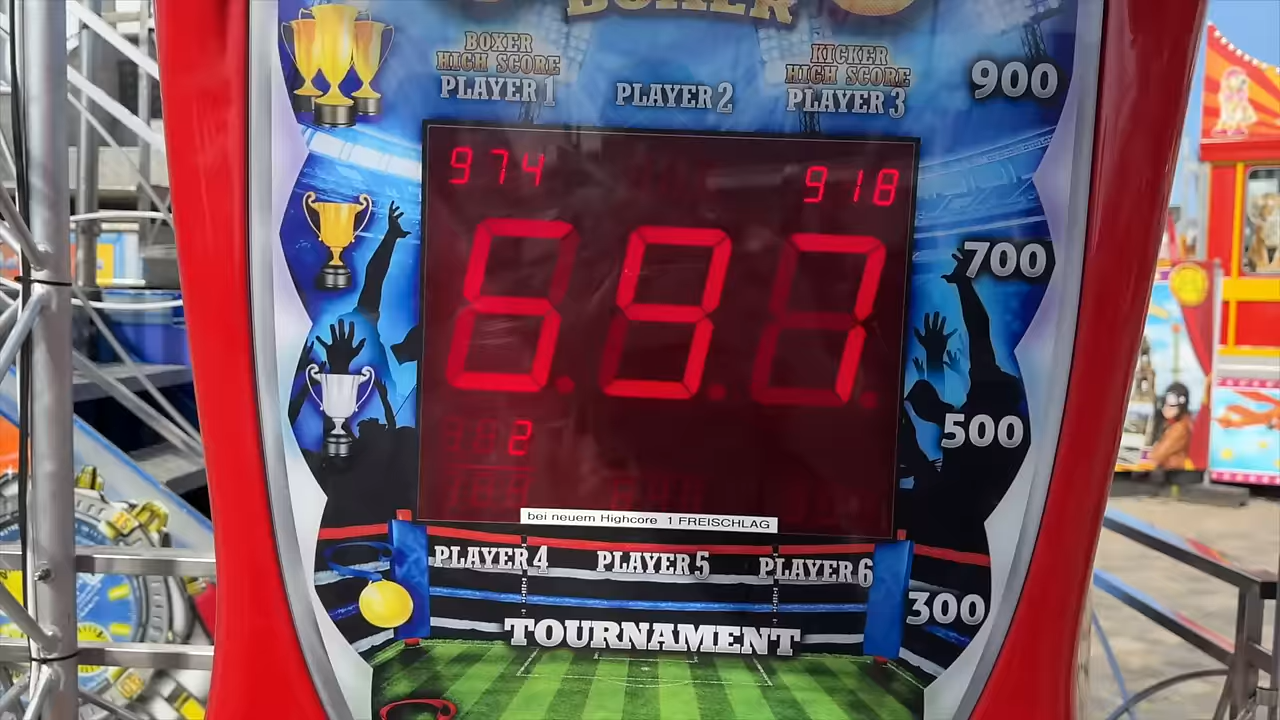 BOXER
BOXER
HIGH SCORE
PLAYER 1
PLAYER 2
KICKER
HIGH SCORE
PLAYER 3
900
974
918
697
700
2
500
bei neuem Highcore 1 FREISCHLAG
PLAYER 4
PLAYER 5
PLAYER 6
300
TOURNAMENT